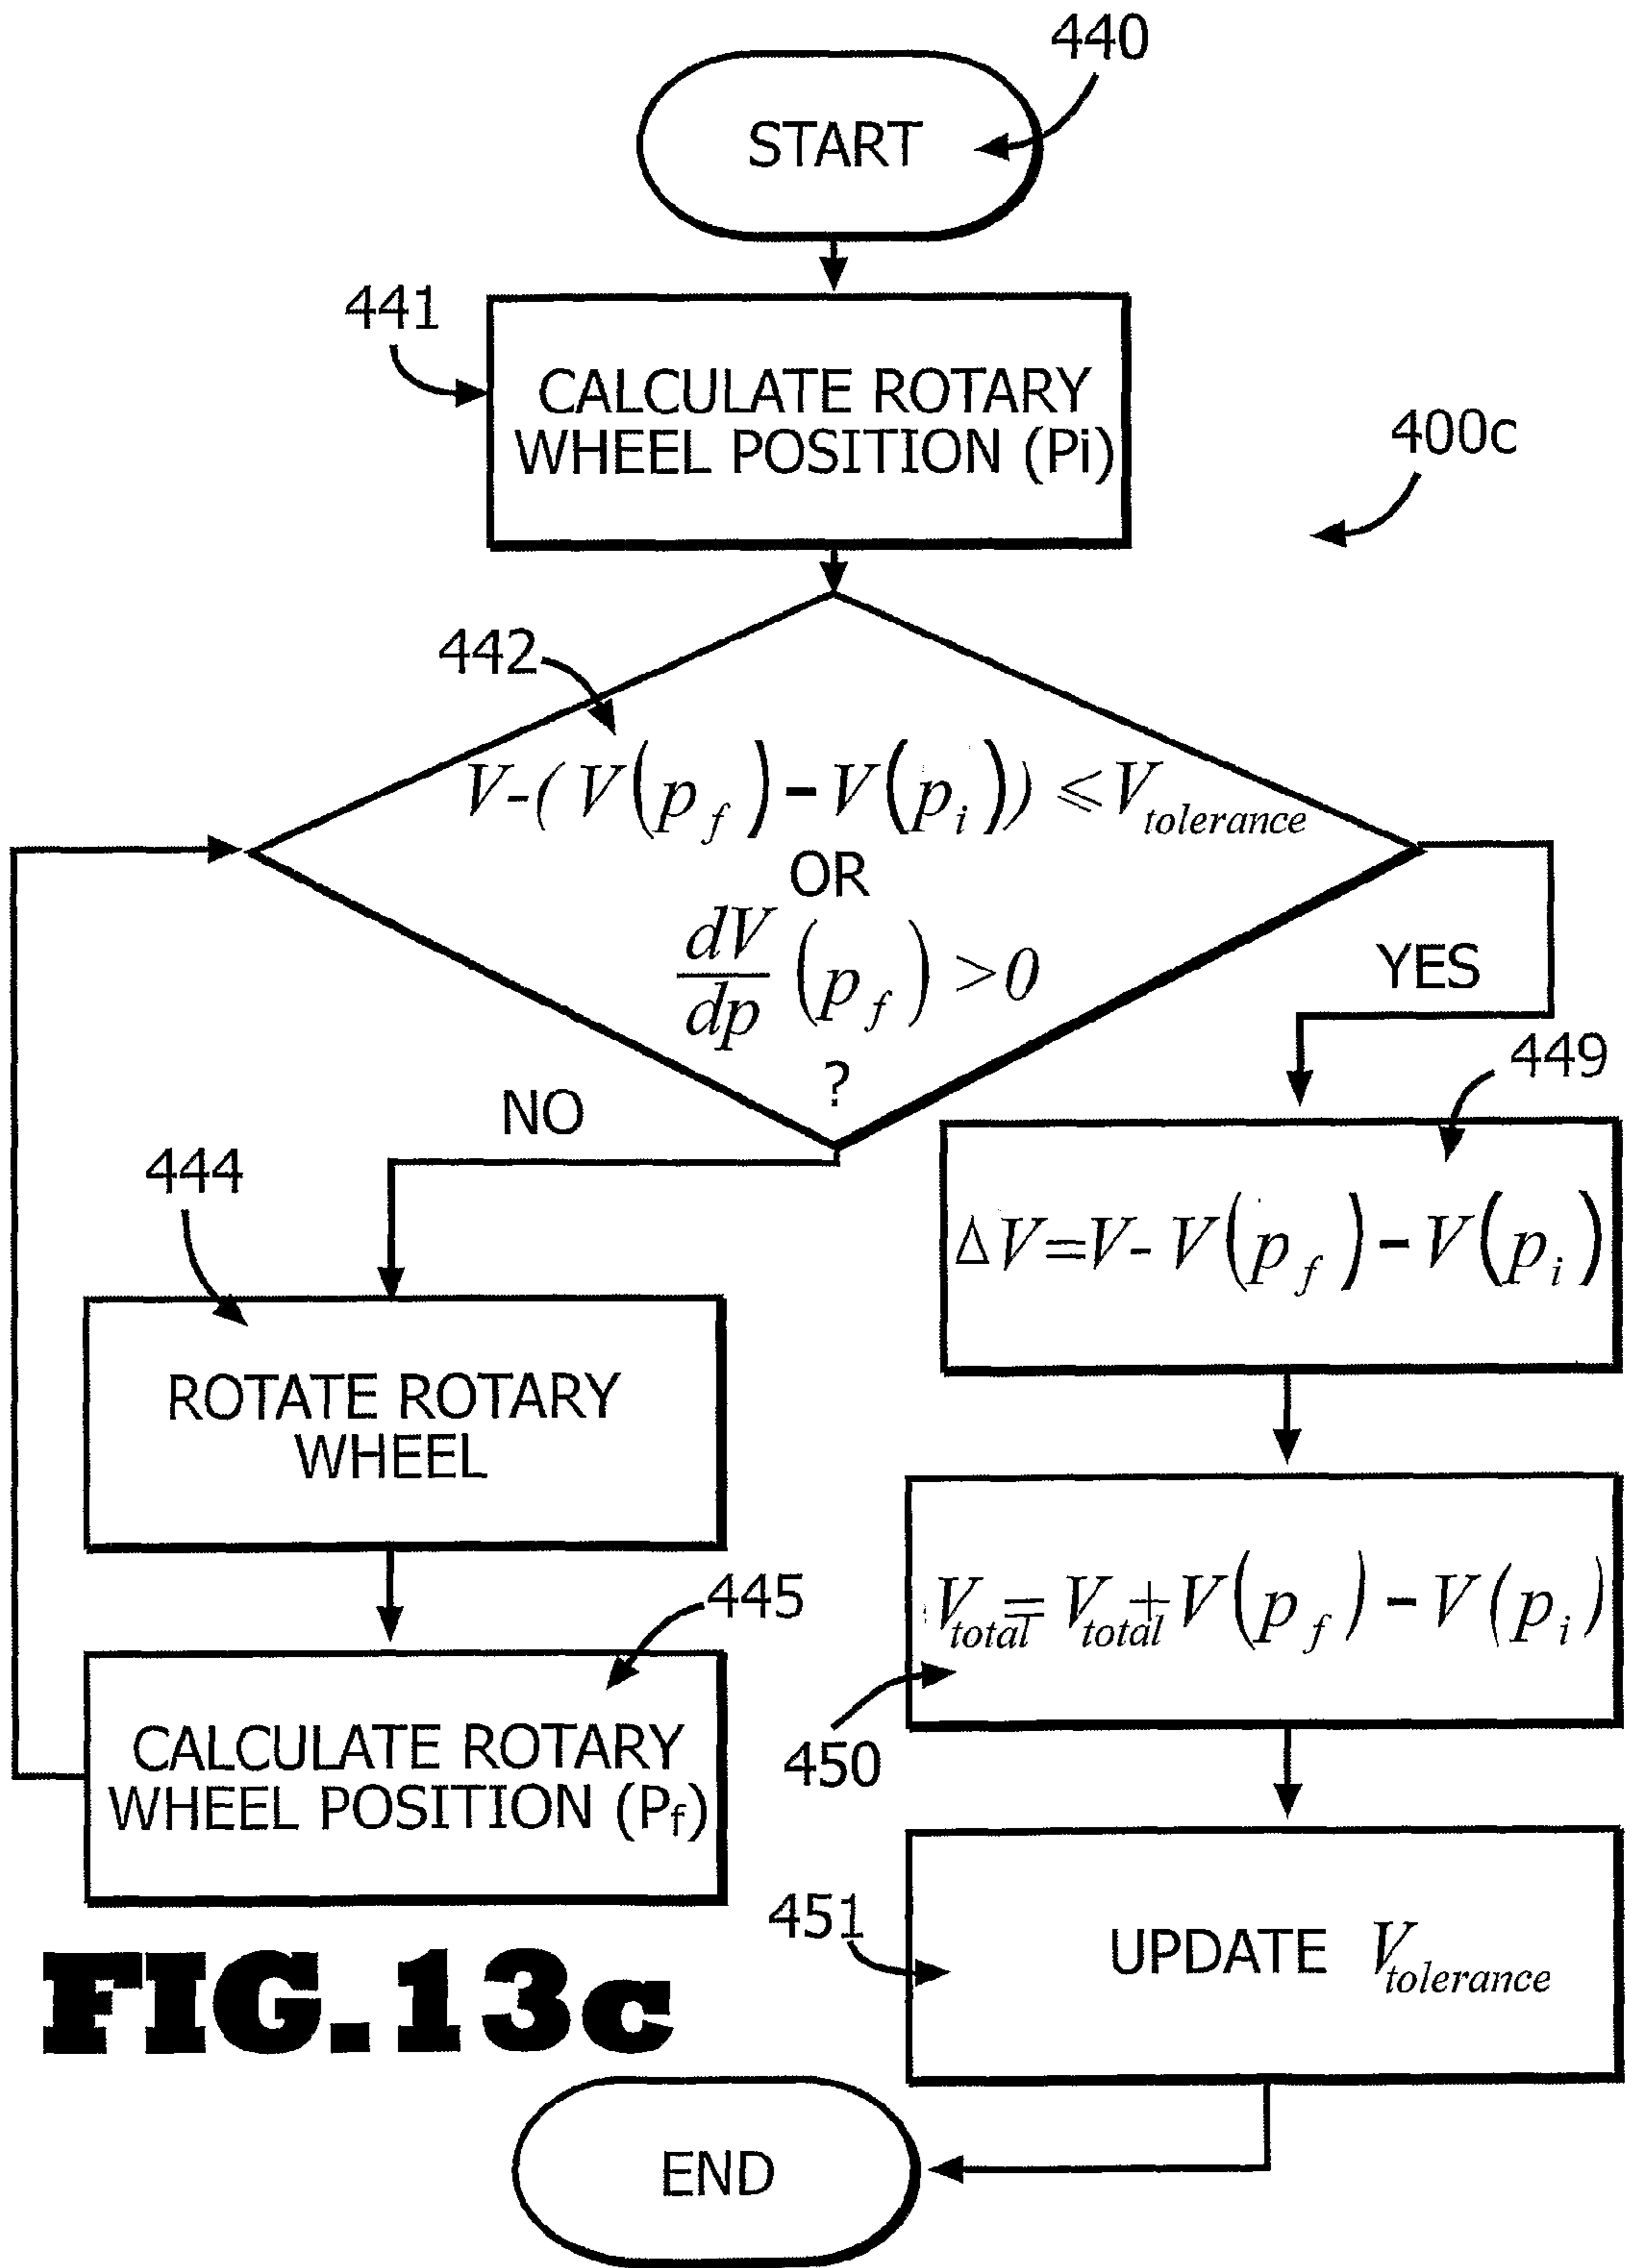 440
START
441
CALCULATE ROTARY
WHEEL POSITION (Pi)
400c
442
V-( V(p_f) - V(p_i)) ⩽ V_tolerance
OR
dV/dp (p_f) >0
?
YES
NO
449
ΔV=V- V(p_f) - V(p_i)
444
ROTATE ROTARY
WHEEL
V_total = V_total + V(p_f) - V(p_i)
450
445
CALCULATE ROTARY
WHEEL POSITION (P_f)
451
UPDATE V_tolerance
FIG.13c
END